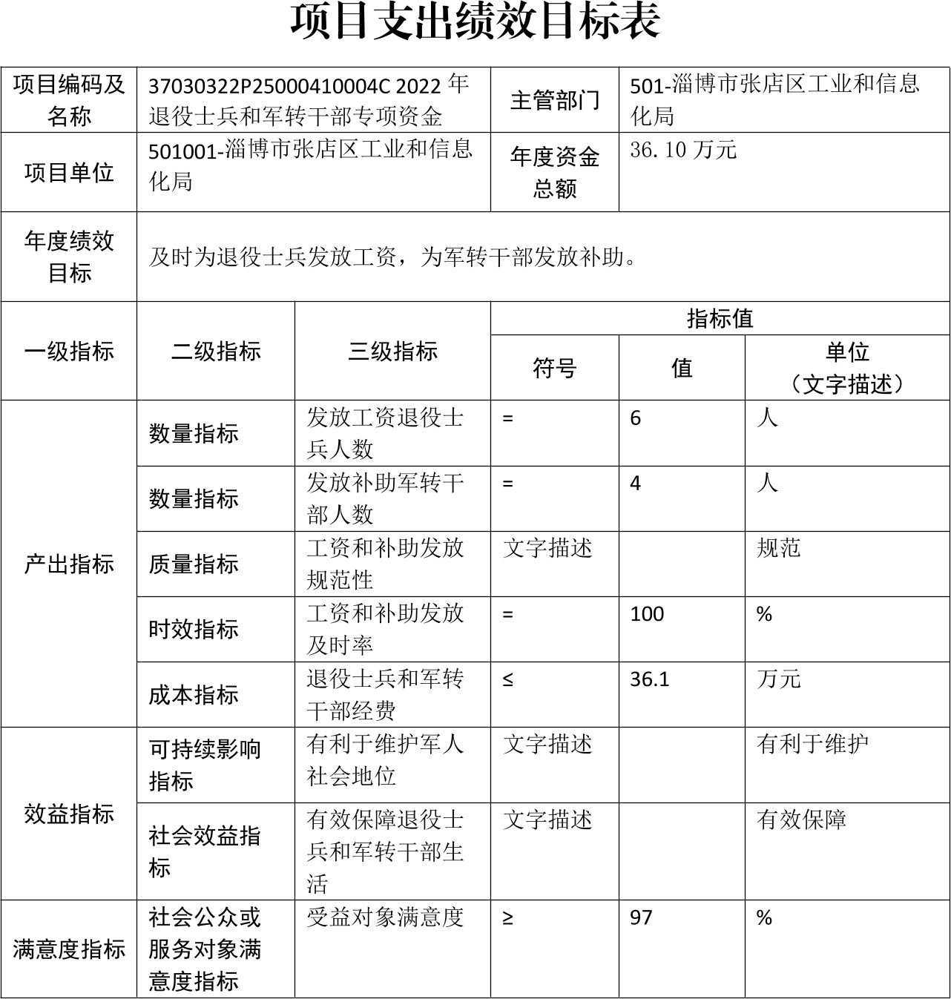 项目支出绩效目标表
项目编码及
名称
37030322P25000410004C 2022 年
退役士兵和军转干部专项资金
主管部门
501-淄博市张店区工业和信息
化局
项目单位
501001-淄博市张店区工业和信息
化局
年度资金
总额
36.10 万元
年度绩效
目标
及时为退役士兵发放工资，为军转干部发放补助。
一级指标
二级指标
三级指标
指标值
符号
值
单位
（文字描述）
产出指标
数量指标
发放工资退役士
兵人数
=
6
人
数量指标
发放补助军转干
部人数
=
4
人
质量指标
工资和补助发放
规范性
文字描述
规范
时效指标
工资和补助发放
及时率
=
100
%
成本指标
退役士兵和军转
干部经费
≤
36.1
万元
效益指标
可持续影响
指标
有利于维护军人
社会地位
文字描述
有利于维护
社会效益指
标
有效保障退役士
兵和军转干部生
活
文字描述
有效保障
满意度指标
社会公众或
服务对象满
意度指标
受益对象满意度
≥
97
%